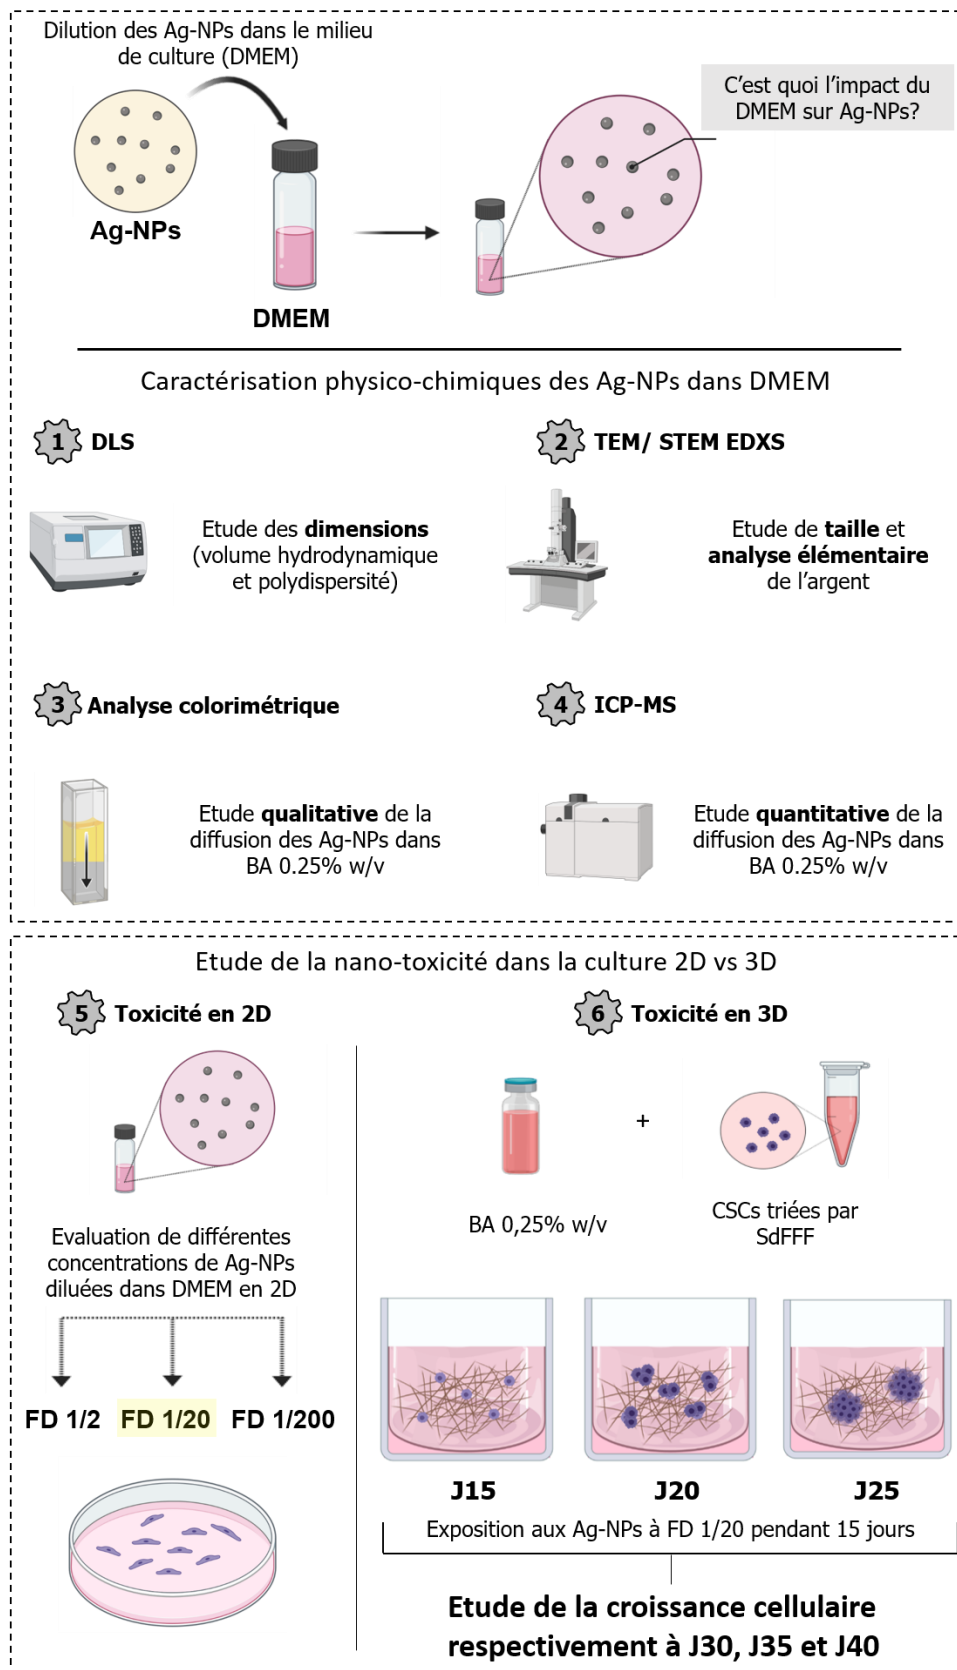 Dilution des Ag-NPs dans le milieu
de culture (DMEM)
C'est quoi l'impact du
DMEM sur Ag-NPs?
Ag-NPs
DMEM
Caractérisation physico-chimiques des Ag-NPs dans DMEM
1 DLS
Etude des dimensions
(volume hydrodynamique
et polydispersité)
2 TEM/ STEM EDXS
Etude de taille et
analyse élémentaire
de l'argent
3 Analyse colorimétrique
Etude qualitative de la
diffusion des Ag-NPs dans
BA 0.25% w/v
4 ICP-MS
Etude quantitative de la
diffusion des Ag-NPs dans
BA 0.25% w/v
Etude de la nano-toxicité dans la culture 2D vs 3D
5 Toxicité en 2D
Evaluation de différentes
concentrations de Ag-NPs
diluées dans DMEM en 2D
FD 1/2 FD 1/20 FD 1/200
6 Toxicité en 3D
+
BA 0,25% w/v
CSCs triées par
SdFFF
J15 J20 J25
Exposition aux Ag-NPs à FD 1/20 pendant 15 jours
Etude de la croissance cellulaire
respectivement à J30, J35 et J40